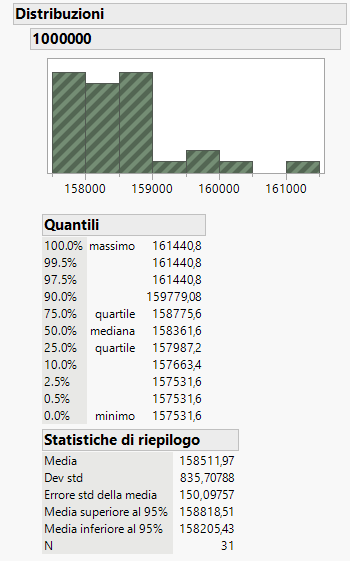 Distribuzioni
1000000
158000 159000 160000 161000
Quantili
100.0% massimo 161440,8
99.5% 161440,8
97.5% 161440,8
90.0% 159779,08
75.0% quartile 158775,6
50.0% mediana 158361,6
25.0% quartile 157987,2
10.0% 157663,4
2.5% 157531,6
0.5% 157531,6
0.0% minimo 157531,6
Statistiche di riepilogo
Media 158511,97
Dev std 835,70788
Errore std della media 150,09757
Media superiore al 95% 158818,51
Media inferiore al 95% 158205,43
N 31